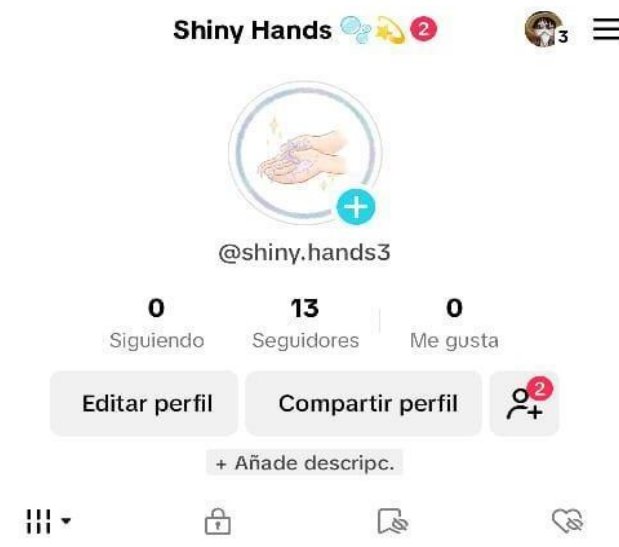 Shiny Hands 🫧💫 2
3
@shiny.hands3
0 13 0
Siguiendo Seguidores Me gusta
Editar perfil Compartir perfil 2
+ Añade descripc.